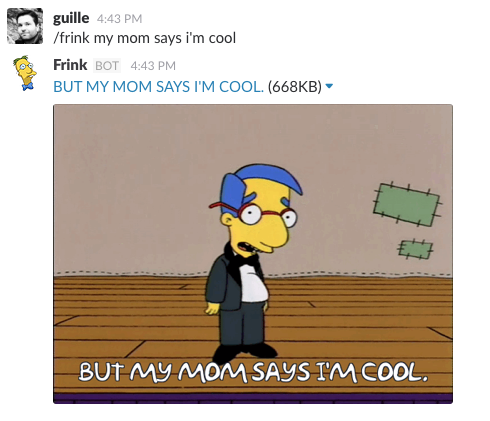 guille 4:43 PM
/frink my mom says i'm cool
Frink BOT 4:43 PM
BUT MY MOM SAYS I'M COOL. (668KB)
BUT MY MOM SAYS I'M COOL.